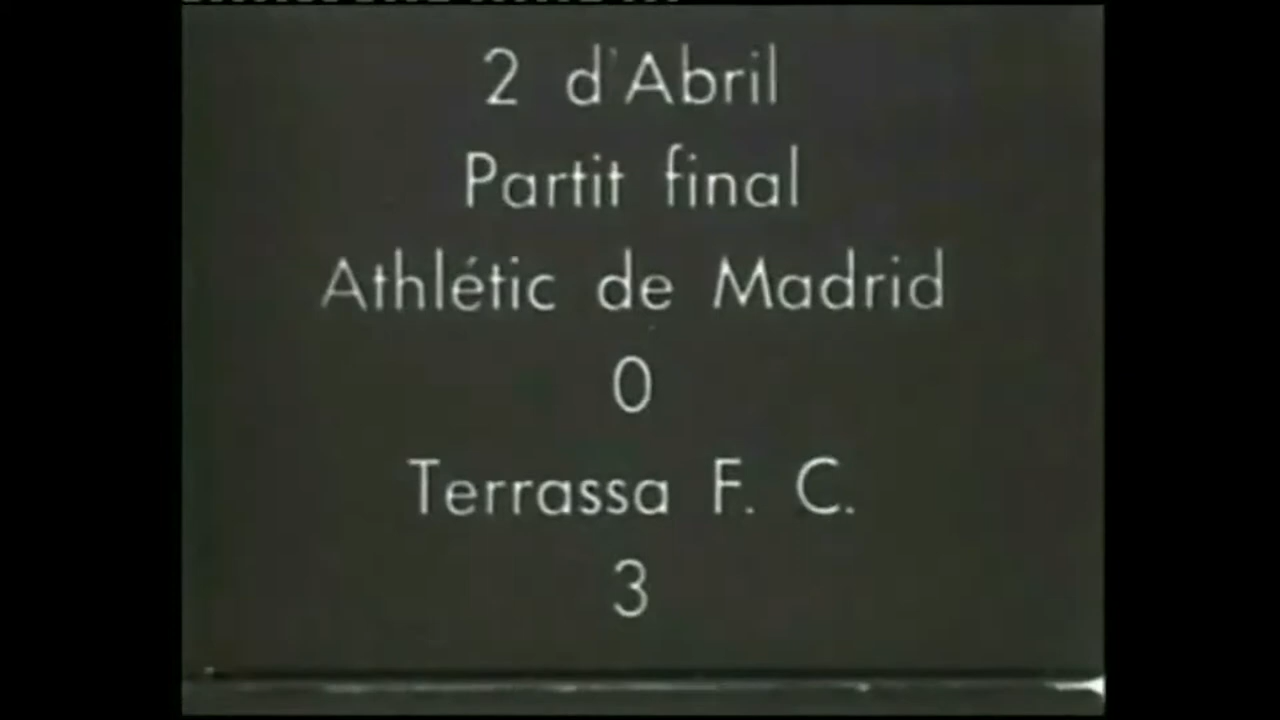 2 d'Abril
Partit final
Athlétic de Madrid
0
Terrassa F. C.
3